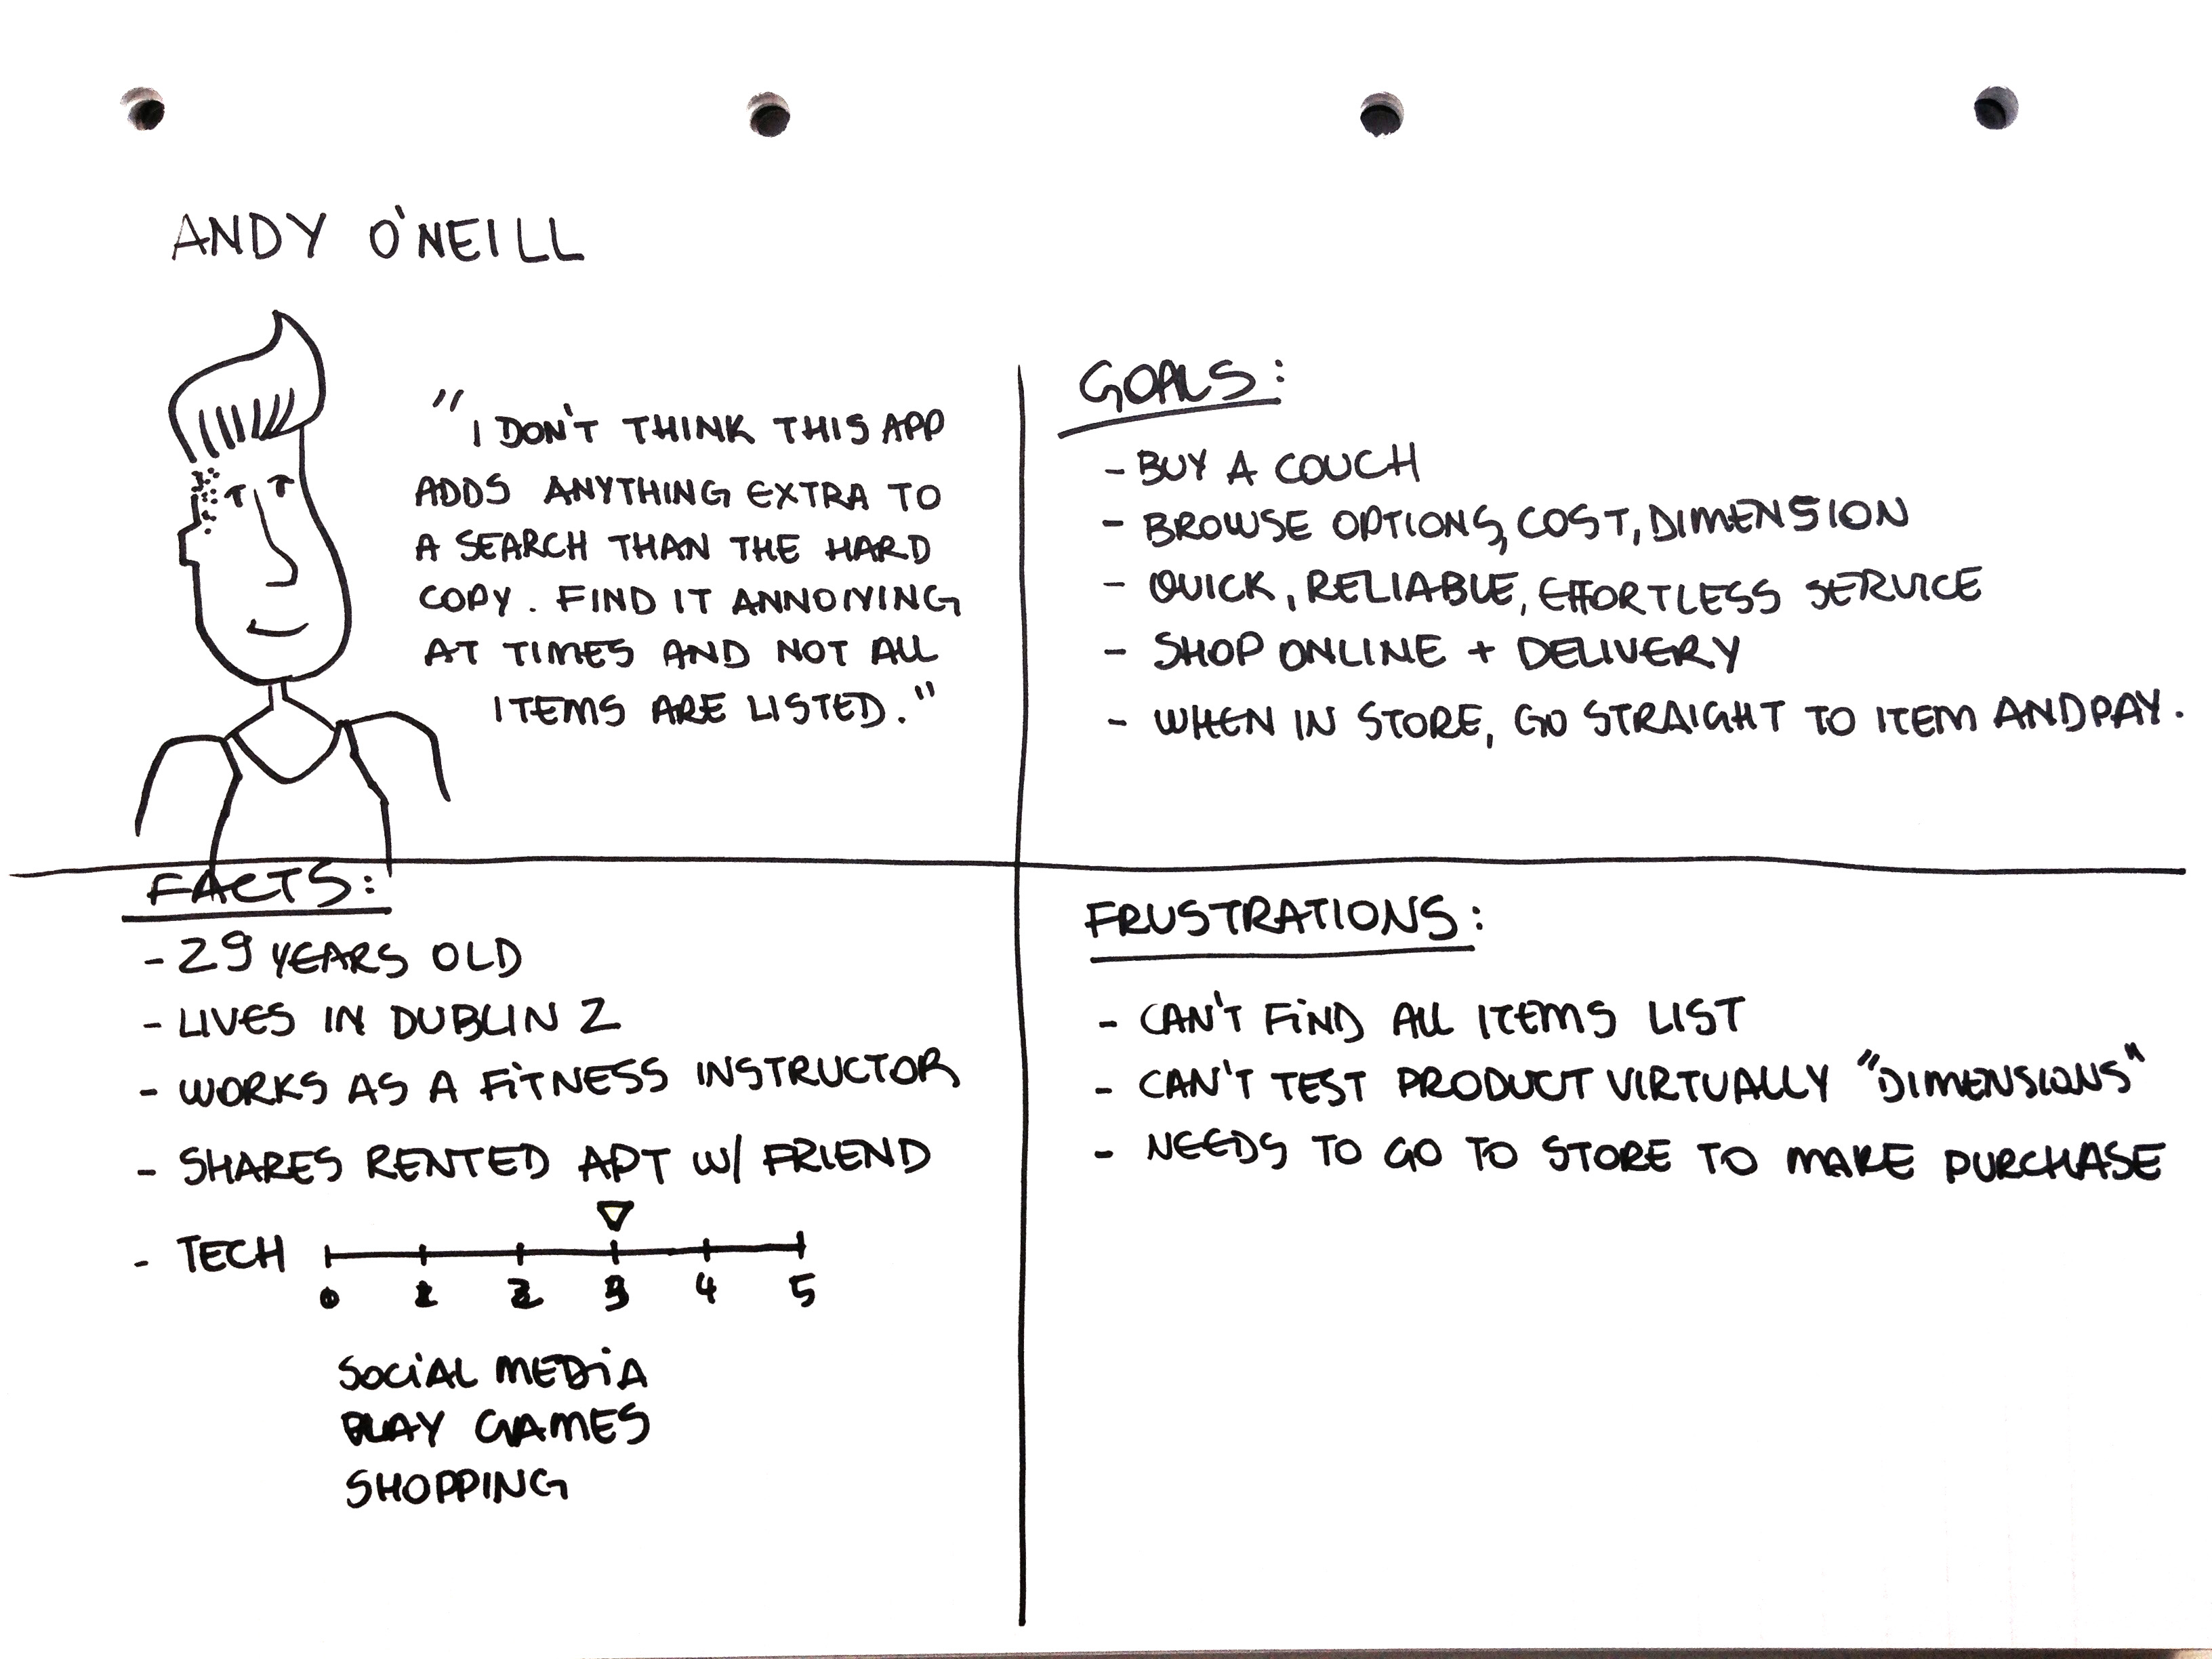 ANDY O'NEILL
"I DON'T THINK THIS APP
ADDS ANYTHING EXTRA TO
A SEARCH THAN THE HARD
COPY. FIND IT ANNOIYING
AT TIMES AND NOT ALL
ITEMS ARE LISTED."
GOALS:
- BUY A COUCH
- BROWSE OPTIONS, COST, DIMENSION
- QUICK, RELIABLE, EFFORTLESS SERVICE
- SHOP ONLINE + DELIVERY
- WHEN IN STORE, GO STRAIGHT TO ITEM AND PAY.
FACTS:
- 29 YEARS OLD
- LIVES IN DUBLIN 2
- WORKS AS A FITNESS INSTRUCTOR
- SHARES RENTED APT W/ FRIEND
- TECH
0 1 2 3 4 5
SOCIAL MEDIA
PLAY GAMES
SHOPPING
FRUSTRATIONS:
- CAN'T FIND ALL ITEMS LIST
- CAN'T TEST PRODUCT VIRTUALLY "DIMENSIONS"
- NEEDS TO GO TO STORE TO MAKE PURCHASE